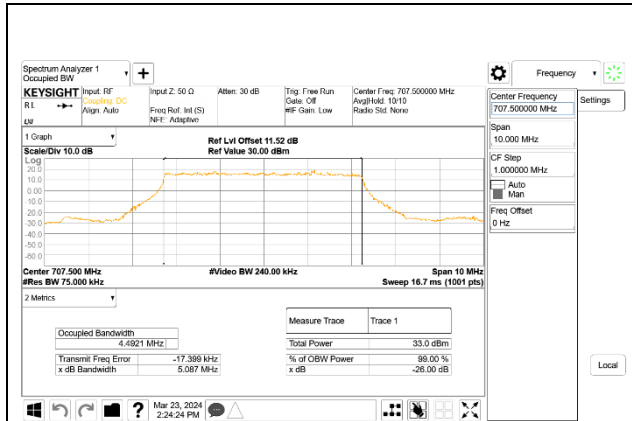 Spectrum Analyzer 1
Occupied BW
Frequency
KEYSIGHT
Input: RF
Coupling: DC
Align: Auto
Input Z: 50 Ω
Freq Ref: Int (S)
NFE: Adaptive
Atten: 30 dB
Trig: Free Run
Gate: Off
#IF Gain: Low
Center Freq: 707.500000 MHz
Avg|Hold: 10/10
Radio Std: None
Center Frequency
707.500000 MHz
Settings
Span
10.000 MHz
CF Step
1.000000 MHz
Auto
Man
Freq Offset
0 Hz
1 Graph
Scale/Div 10.0 dB
Ref Lvl Offset 11.52 dB
Ref Value 30.00 dBm
Log
20.0
10.0
0.00
-10.0
-20.0
-30.0
-40.0
-50.0
-60.0
Center 707.500 MHz
#Res BW 75.000 kHz
#Video BW 240.00 kHz
Span 10 MHz
Sweep 16.7 ms (1001 pts)
2 Metrics
Occupied Bandwidth
4.4921 MHz
Transmit Freq Error -17.399 kHz
x dB Bandwidth 5.087 MHz
Measure Trace Trace 1
Total Power 33.0 dBm
% of OBW Power 99.00 %
x dB -26.00 dB
Local
?
Mar 23, 2024
2:24:24 PM